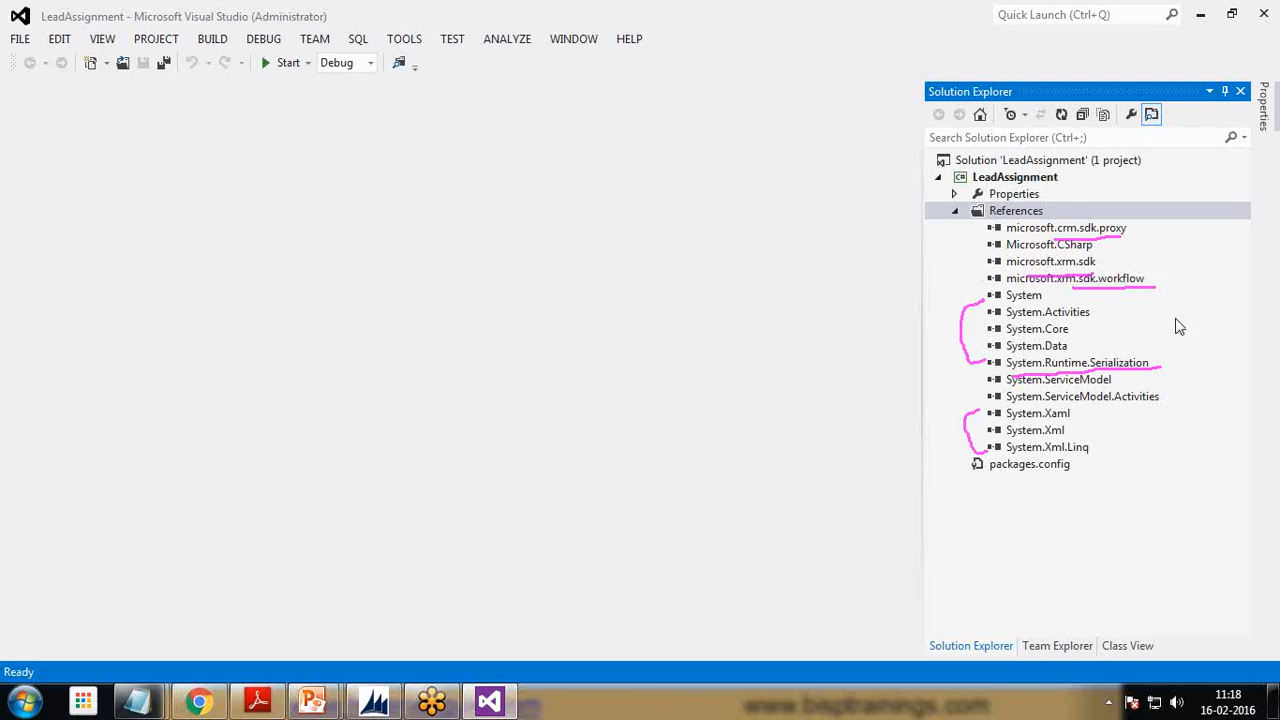 LeadAssignment - Microsoft Visual Studio (Administrator)
Quick Launch (Ctrl+Q)
FILE EDIT VIEW PROJECT BUILD DEBUG TEAM SQL TOOLS TEST ANALYZE WINDOW HELP
Start Debug
Solution Explorer
Properties
Search Solution Explorer (Ctrl+;)
Solution 'LeadAssignment' (1 project)
C# LeadAssignment
Properties
References
microsoft.crm.sdk.proxy
Microsoft.CSharp
microsoft.xrm.sdk
microsoft.xrm.sdk.workflow
System
System.Activities
System.Core
System.Data
System.Runtime.Serialization
System.ServiceModel
System.ServiceModel.Activities
System.Xaml
System.Xml
System.Xml.Linq
packages.config
Solution Explorer Team Explorer Class View
Ready
www.bisptrainings.com
11:18
16-02-2016